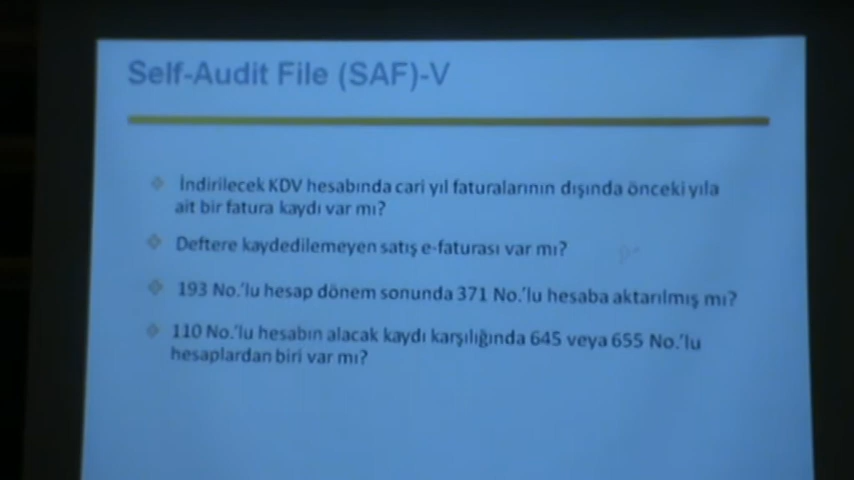 Self-Audit File (SAF)-V
İndirilecek KDV hesabında cari yıl faturalarının dışında önceki yıla
ait bir fatura kaydı var mı?
Deftere kaydedilemeyen satış e-faturası var mı?
193 No.'lu hesap dönem sonunda 371 No.'lu hesaba aktarılmış mı?
110 No.'lu hesabın alacak kaydı karşılığında 645 veya 655 No.'lu
hesaplardan biri var mı?